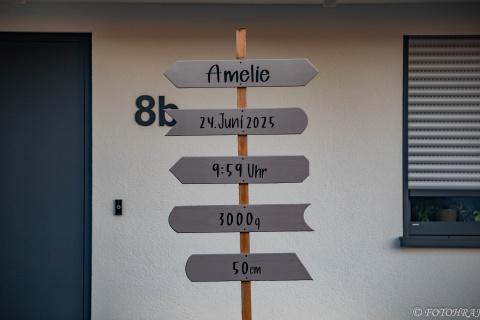 Amelie
8b
24.Juni 2025
9:59 Uhr
3000g
50cm